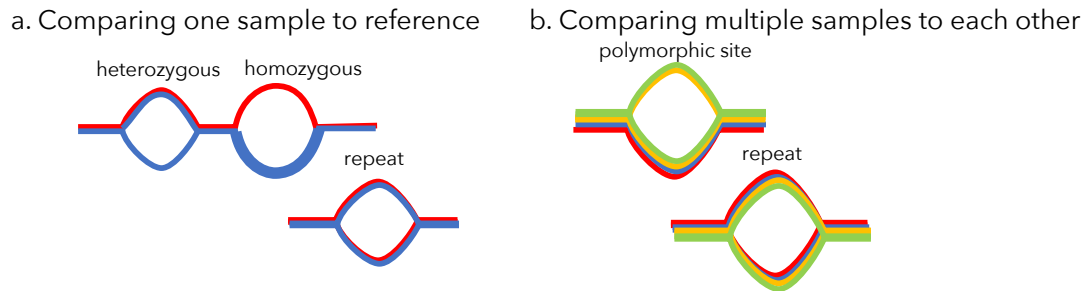 a. Comparing one sample to reference
heterozygous
homozygous
repeat
b. Comparing multiple samples to each other
polymorphic site
repeat